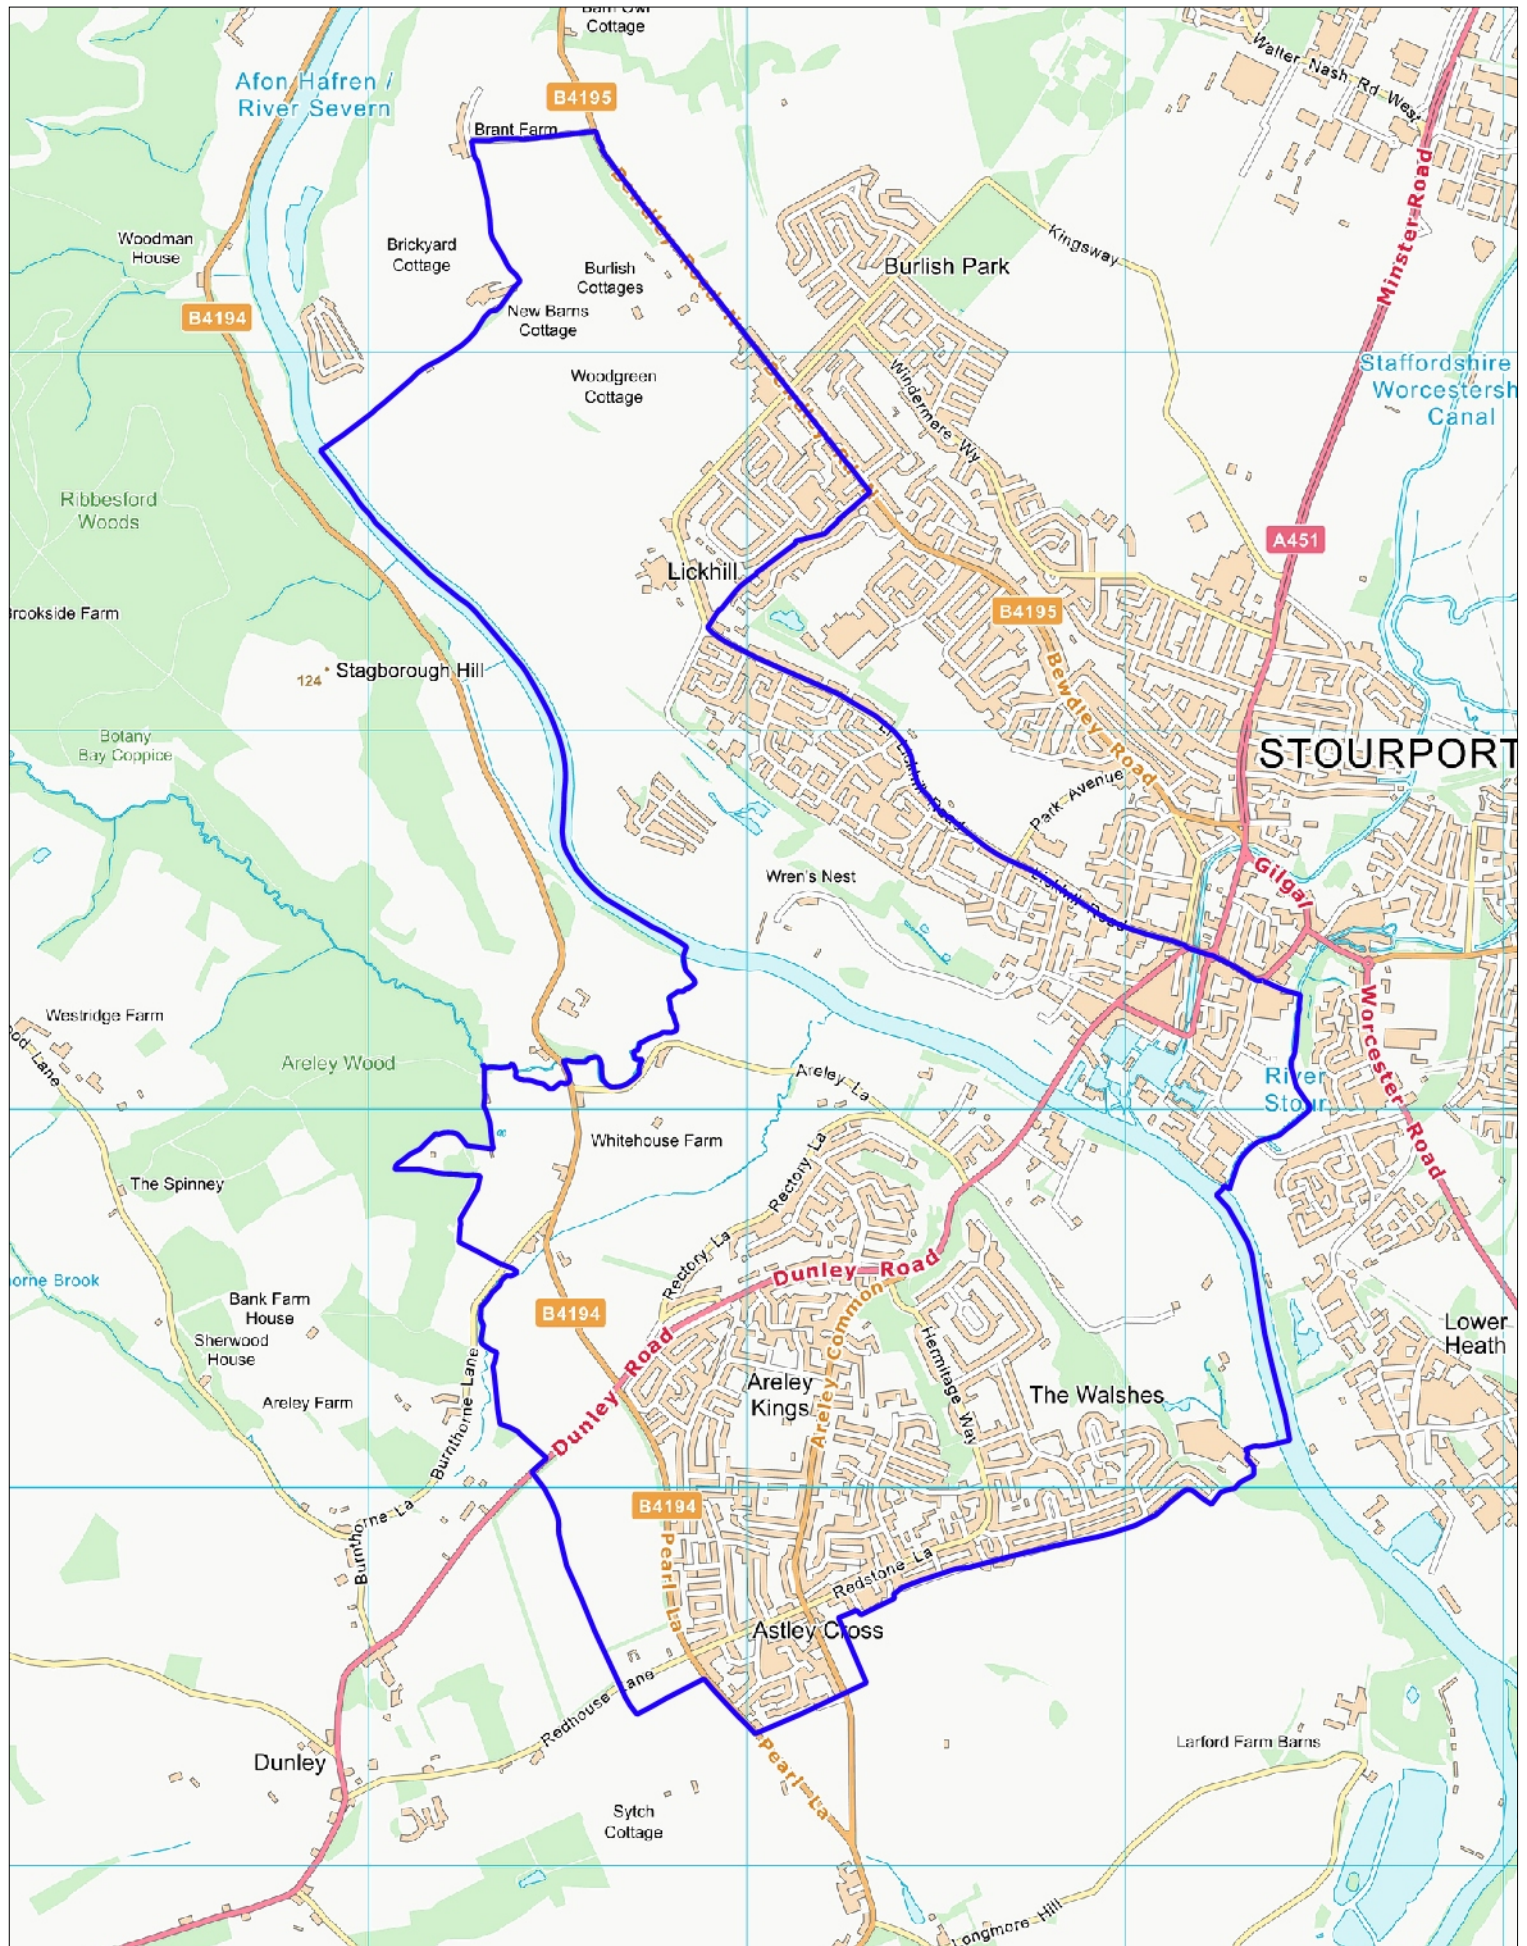 Cottage
Afon Hafren /
River Severn
B4195
Walter Nash Rd West
Brant Farm
Minster Road
Woodman
House
Brickyard
Cottage
Burlish
Cottages
Burlish Park
Kingsway
B4194
New Barns
Cottage
Woodgreen
Cottage
Windermere Wy
Staffordshire
Worcestersh
Canal
Ribbesford
Woods
A451
Lickhill
Brookside Farm
B4195
124
Stagborough Hill
Bewdley Road
Botany
Bay Coppice
STOURPORT
Lickhill Road
Park Avenue
Gilgal
Wren's Nest
Lickhill Road
Westridge Farm
Worcester Road
Areley Wood
Areley La
River
Stour
Whitehouse Farm
Rectory La
The Spinney
Rectory La
Dunley Road
orne Brook
Bank Farm
House
B4194
Sherwood
House
Dunley Road
Areley Common
Hermitage Way
Lower
Heath
Areley
Kings
The Walshes
Areley Farm
Burnthorne Lane
B4194
Burnthorne La
Pearl La
Redstone La
Astley Cross
Redhouse Lane
Dunley
Pearl La
Larford Farm Barns
Sytch
Cottage
Longmore Hill